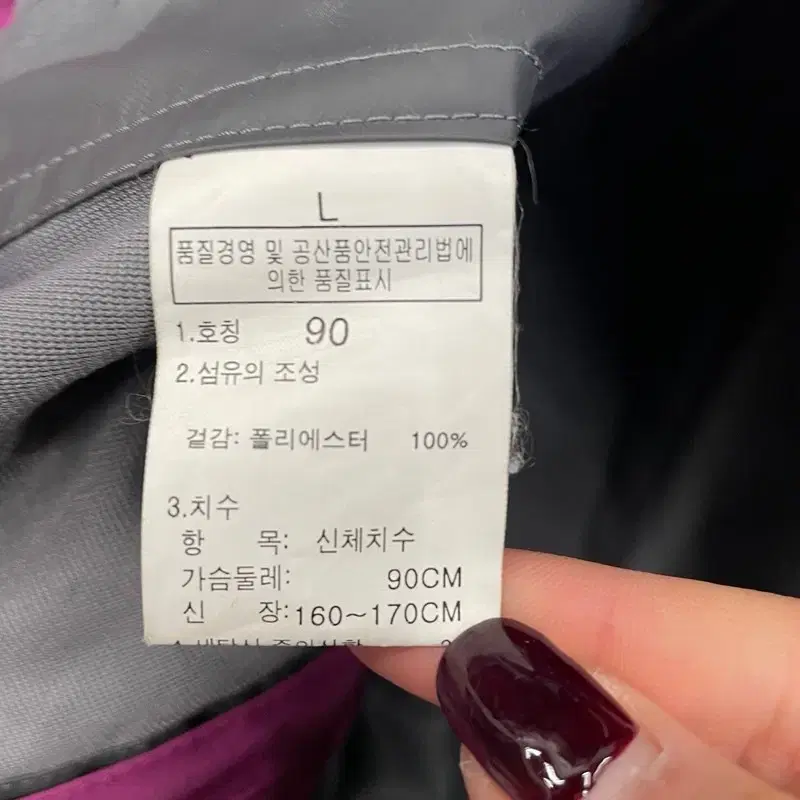 L
품질경영 및 공산품안전관리법에
의한 품질표시
1.호칭 90
2.섬유의 조성
겉감: 폴리에스터 100%
3.치수
항 목: 신체치수
가슴둘레: 90CM
신 장:160~170CM